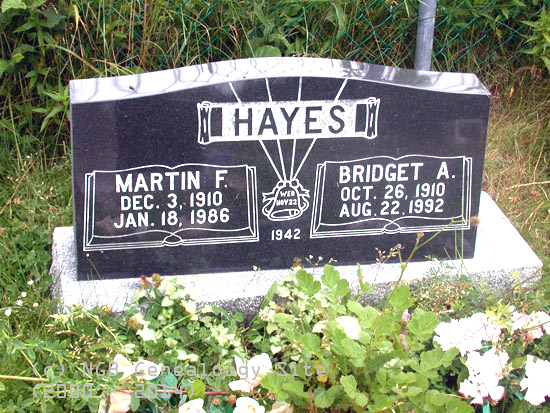 HAYES
MARTIN F.
DEC. 3, 1910
JAN. 18, 1986
WED
NOV 22
1942
BRIDGET A.
OCT. 26, 1910
AUG. 22, 1992
(c) NGB Genealogy Site